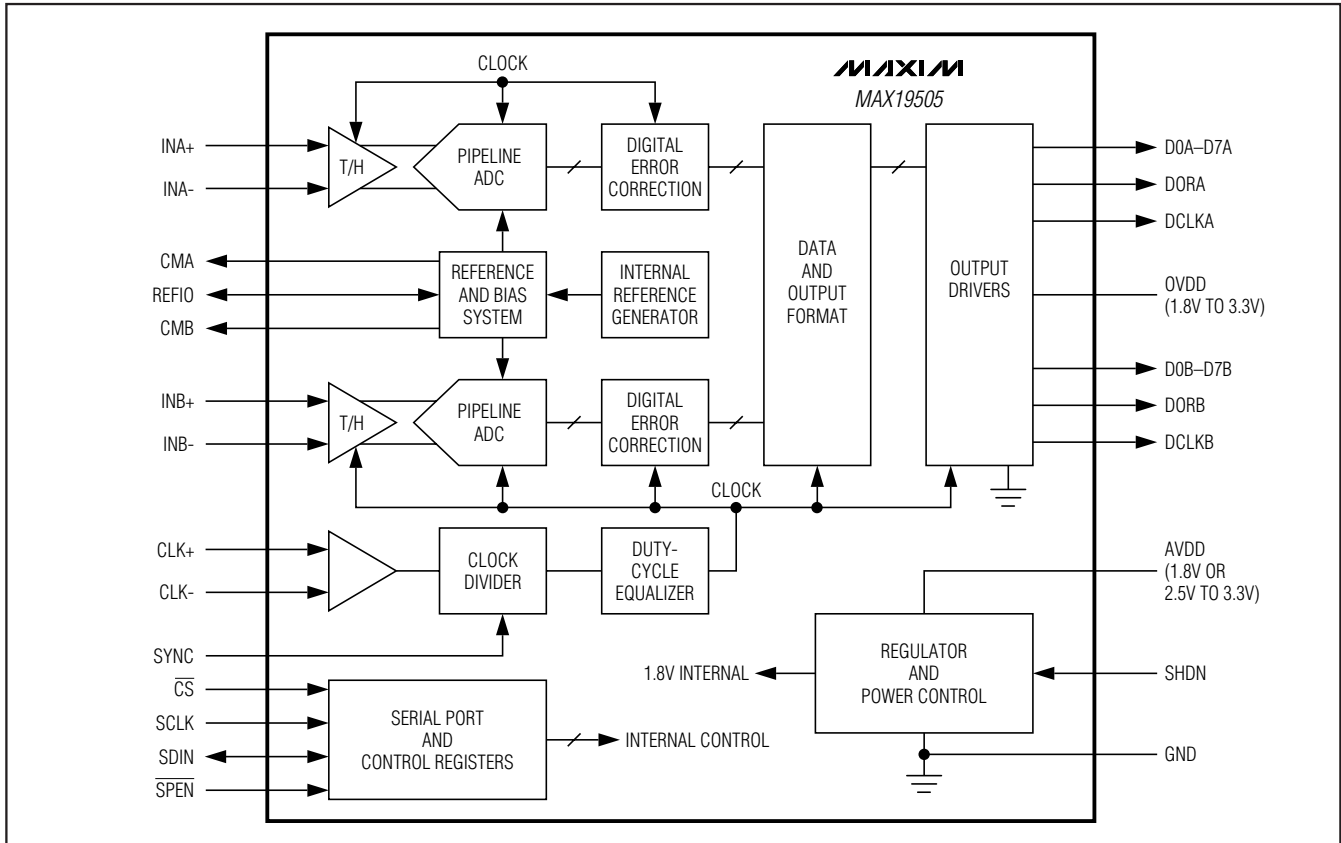 CLOCK
MAXIM
MAX19505
INA+
INA-
T/H
PIPELINE
ADC
DIGITAL
ERROR
CORRECTION
DATA
AND
OUTPUT
FORMAT
OUTPUT
DRIVERS
D0A–D7A
DORA
DCLKA
CMA
REFIO
CMB
REFERENCE
AND BIAS
SYSTEM
INTERNAL
REFERENCE
GENERATOR
OVDD
(1.8V TO 3.3V)
INB+
INB-
T/H
PIPELINE
ADC
DIGITAL
ERROR
CORRECTION
D0B–D7B
DORB
DCLKB
CLOCK
CLK+
CLK-
CLOCK
DIVIDER
DUTY-
CYCLE
EQUALIZER
AVDD
(1.8V OR
2.5V TO 3.3V)
SYNC
CS
SCLK
SDIN
SPEN
SERIAL PORT
AND
CONTROL REGISTERS
INTERNAL CONTROL
1.8V INTERNAL
REGULATOR
AND
POWER CONTROL
SHDN
GND